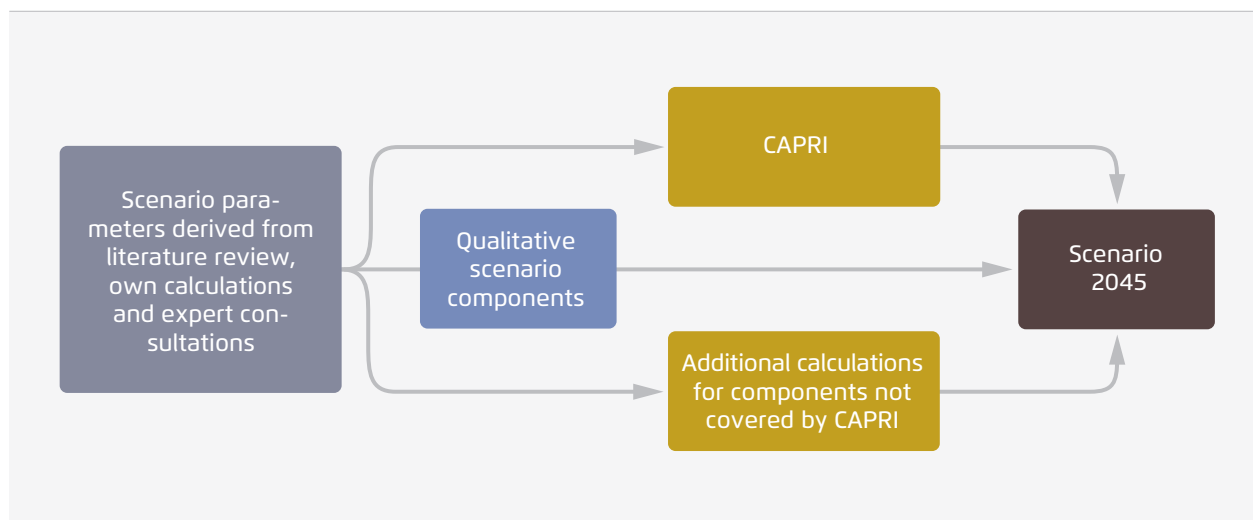 Scenario para-
meters derived from
literature review,
own calculations
and expert con-
sultations
Qualitative
scenario
components
CAPRI
Additional calculations
for components not
covered by CAPRI
Scenario
2045